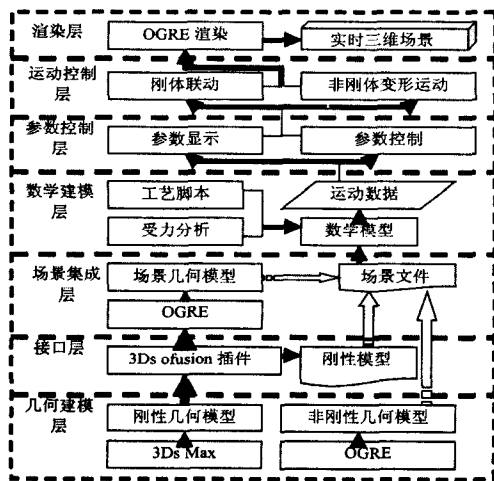 渲染层
OGRE 渲染
实时三维场景
运动控制层
刚体联动
非刚体变形运动
参数控制层
参数显示
参数控制
数学建模层
工艺脚本
运动数据
受力分析
数学模型
场景集成层
场景几何模型
场景文件
OGRE
接口层
3Ds ofusion 插件
刚性模型
几何建模层
刚性几何模型
非刚性几何模型
3Ds Max
OGRE